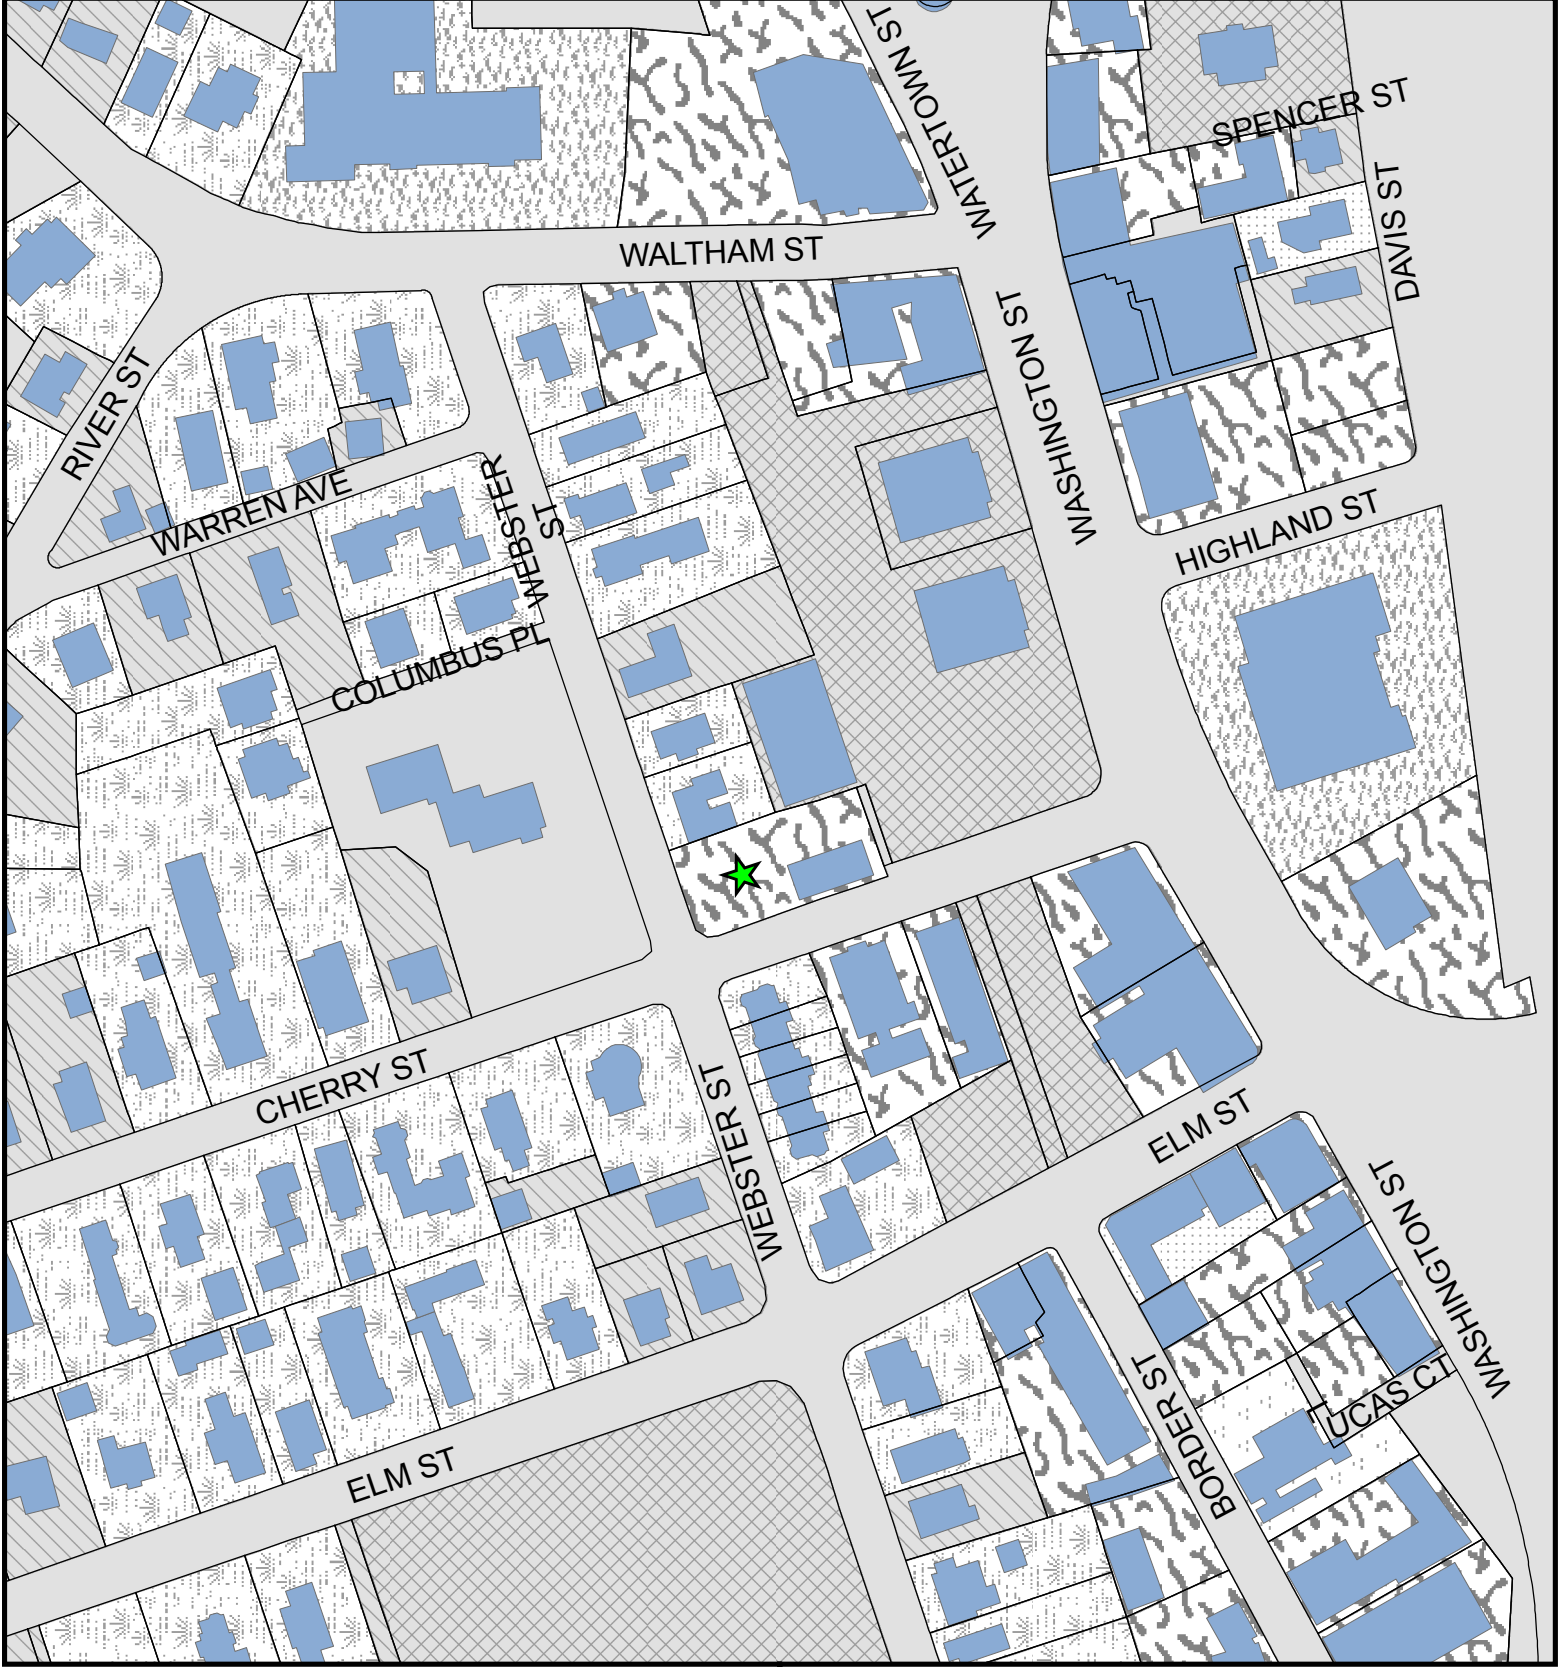 WATERTOWN ST
SPENCER ST
DAVIS ST
WALTHAM ST
WASHINGTON ST
RIVER ST
WARREN AVE
WEBSTER
ST
HIGHLAND ST
COLUMBUS PL
CHERRY ST
WEBSTER ST
ELM ST
WASHINGTON ST
BORDER ST
UCAS CT
ELM ST